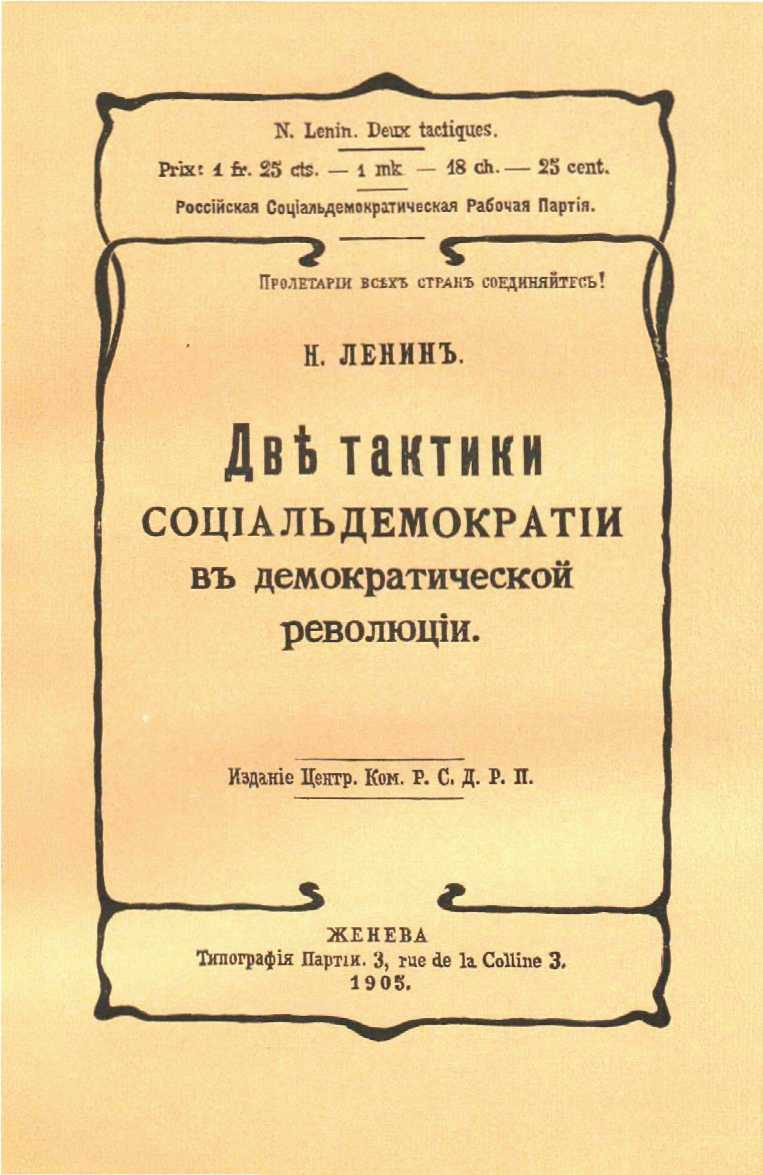 N. Lenin. Deux tactiques.
Prix: 1 fr. 25 cts. — 1 mk — 18 ch. — 25 cent.
Россійская Соціальдемократическая Рабочая Партія.
Пролетаріи всѣхъ странъ соединяйтесь!
Н. ЛЕНИНЪ.
Двѣ тактики
СОЦІАЛЬДЕМОКРАТІИ
въ демократической
революціи.
Изданіе Центр. Ком. Р. С. Д. Р. П.
ЖЕНЕВА
Типографія Партіи. 3, rue de la Colline 3.
1905.